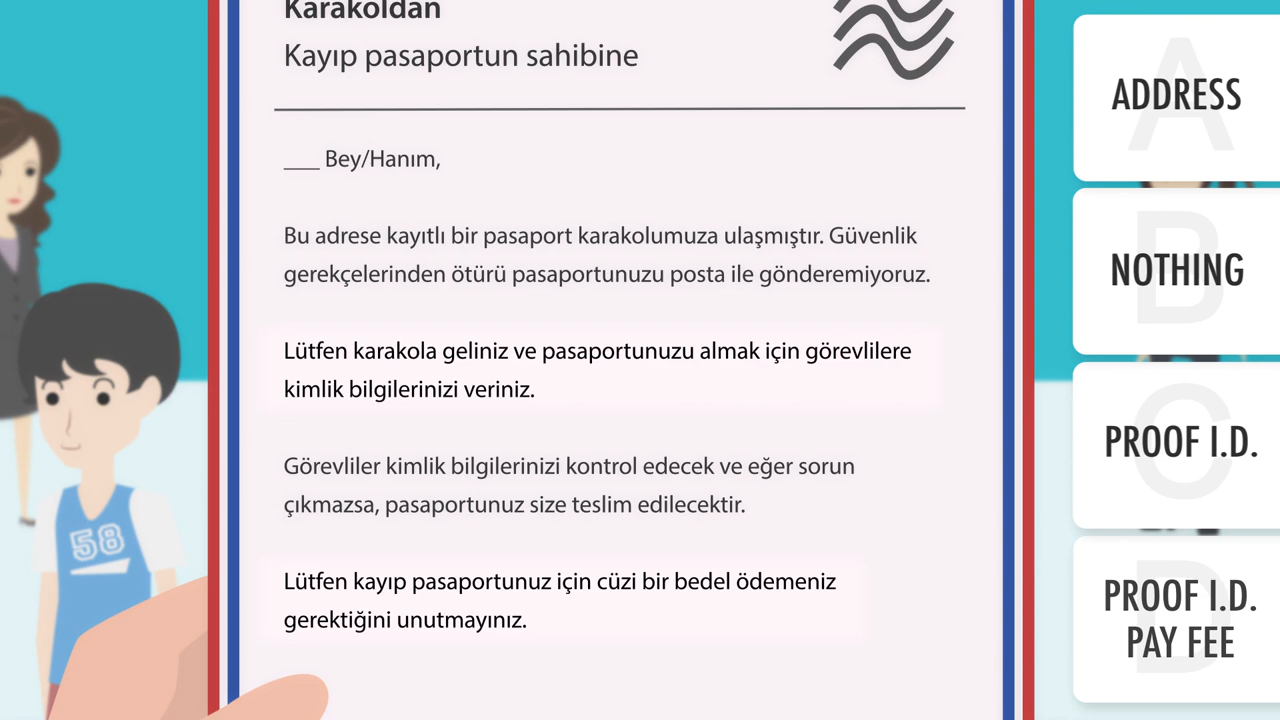 Karakoldan
Kayıp pasaportun sahibine
___ Bey/Hanım,
Bu adrese kayıtlı bir pasaport karakolumuza ulaşmıştır. Güvenlik
gerekçelerinden ötürü pasaportunuzu posta ile gönderemiyoruz.
Lütfen karakola geliniz ve pasaportunuzu almak için görevlilere
kimlik bilgilerinizi veriniz.
Görevliler kimlik bilgilerinizi kontrol edecek ve eğer sorun
çıkmazsa, pasaportunuz size teslim edilecektir.
Lütfen kayıp pasaportunuz için cüzi bir bedel ödemeniz
gerektiğini unutmayınız.
58
A
ADDRESS
B
NOTHING
C
PROOF I.D.
D
PROOF I.D.
PAY FEE